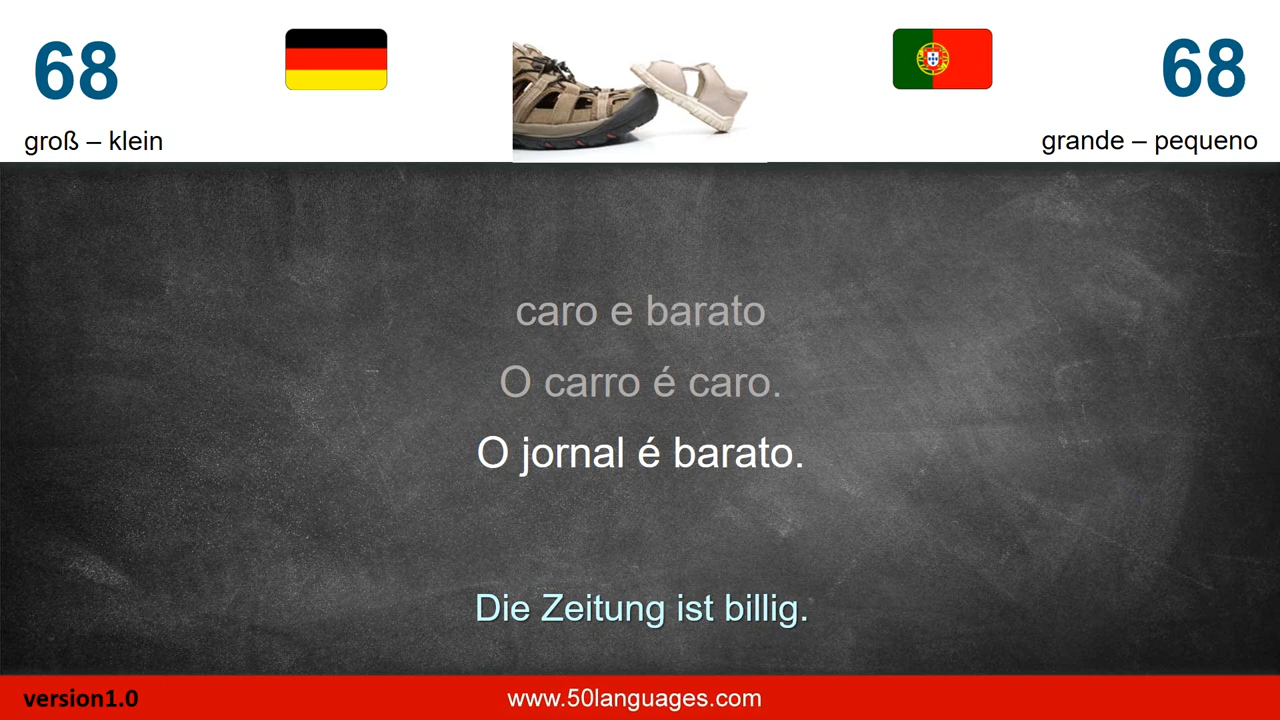 68
68
groß – klein
grande – pequeno
caro e barato
O carro é caro.
O jornal é barato.
Die Zeitung ist billig.
version1.0
www.50languages.com